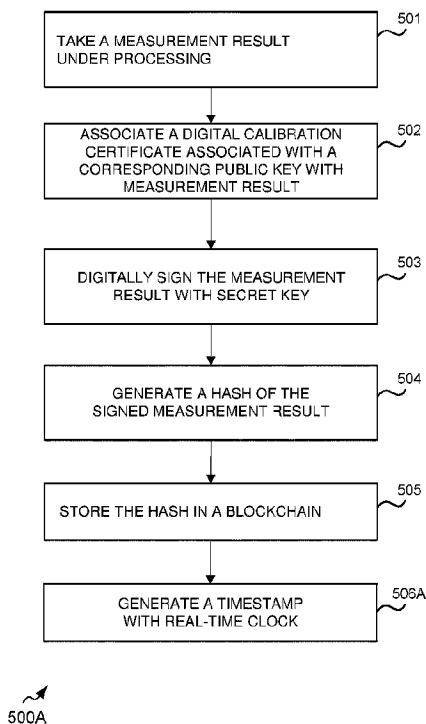 501
TAKE A MEASUREMENT RESULT
UNDER PROCESSING
502
ASSOCIATE A DIGITAL CALIBRATION
CERTIFICATE ASSOCIATED WITH A
CORRESPONDING PUBLIC KEY WITH
MEASUREMENT RESULT
503
DIGITALLY SIGN THE MEASUREMENT
RESULT WITH SECRET KEY
504
GENERATE A HASH OF THE
SIGNED MEASUREMENT RESULT
505
STORE THE HASH IN A BLOCKCHAIN
506A
GENERATE A TIMESTAMP
WITH REAL-TIME CLOCK
500A